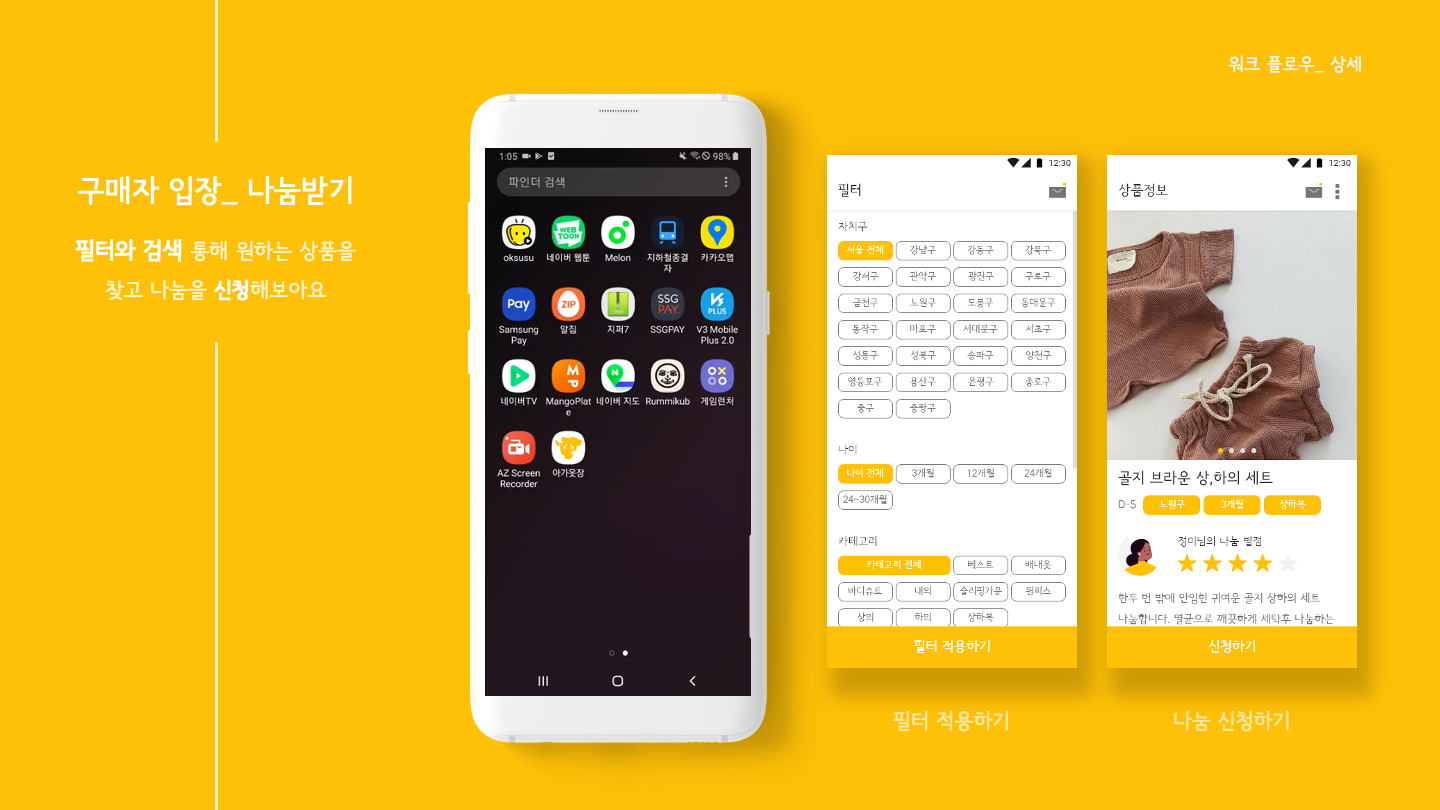 워크 플로우_ 상세
구매자 입장_ 나눔받기
필터와 검색 통해 원하는 상품을
찾고 나눔을 신청해보아요
1:05
98%
파인더 검색
oksusu
네이버 웹툰
Melon
지하철종결자
카카오맵
WEB TOON
Samsung Pay
알집
지퍼7
SSGPAY
V3 Mobile Plus 2.0
Pay
ZIP
SSG PAY.
V3 PLUS
네이버TV
MangoPlate
네이버 지도
Rummikub
게임런처
MP
N
AZ Screen Recorder
아가옷장
12:30
필터
자치구
서울 전체 강남구 강동구 강북구
강서구 관악구 광진구 구로구
금천구 노원구 도봉구 동대문구
동작구 마포구 서대문구 서초구
성동구 성북구 송파구 양천구
영등포구 용산구 은평구 종로구
중구 중랑구
나이
나이 전체 3개월 12개월 24개월
24~30개월
카테고리
카테고리 전체 베스트 배내옷
바디슈트 내의 슬리핑가운 원피스
상의 하의 상하복
필터 적용하기
필터 적용하기
12:30
상품정보
골지 브라운 상,하의 세트
D-5 노원구 3개월 상하복
정미님의 나눔 별점
한두 번 밖에 안입힌 귀여운 골지 상하의 세트
나눔합니다. 멸균으로 깨끗하게 세탁후 나눔하는
신청하기
나눔 신청하기